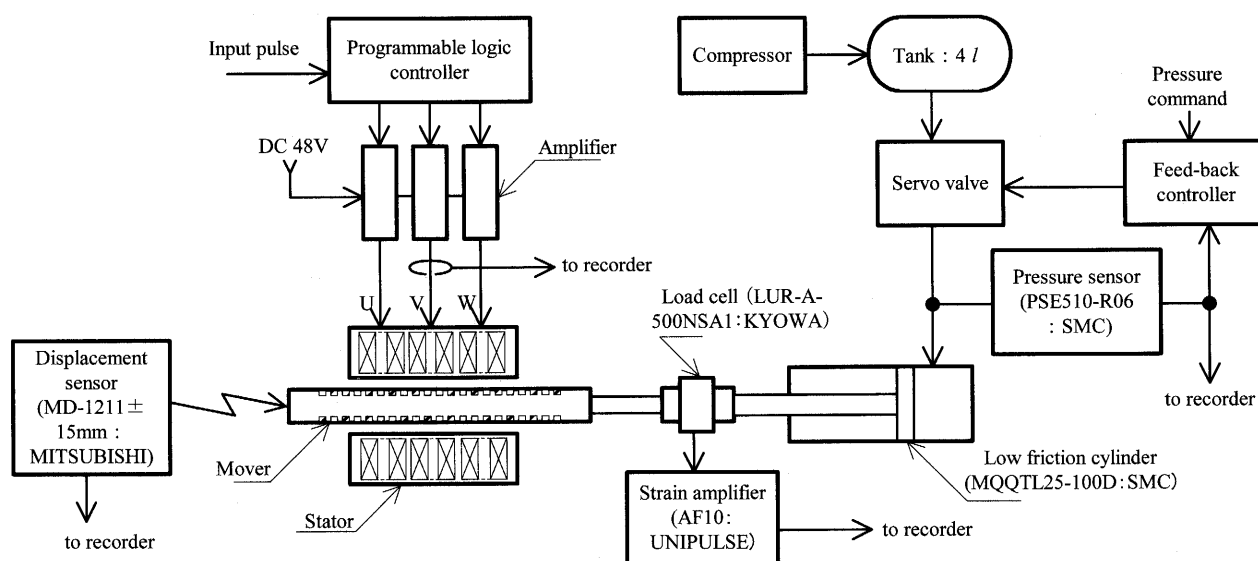 Input pulse
Programmable logic
controller
Compressor
Tank : 4 l
Pressure
command
DC 48V
Amplifier
Servo valve
Feed-back
controller
to recorder
U
V
W
Load cell (LUR-A-
500NSA1:KYOWA)
Pressure sensor
(PSE510-R06
: SMC)
Displacement
sensor
(MD-1211±
15mm :
MITSUBISHI)
to recorder
Mover
Stator
Low friction cylinder
(MQQTL25-100D:SMC)
Strain amplifier
(AF10:
UNIPULSE)
to recorder
to recorder